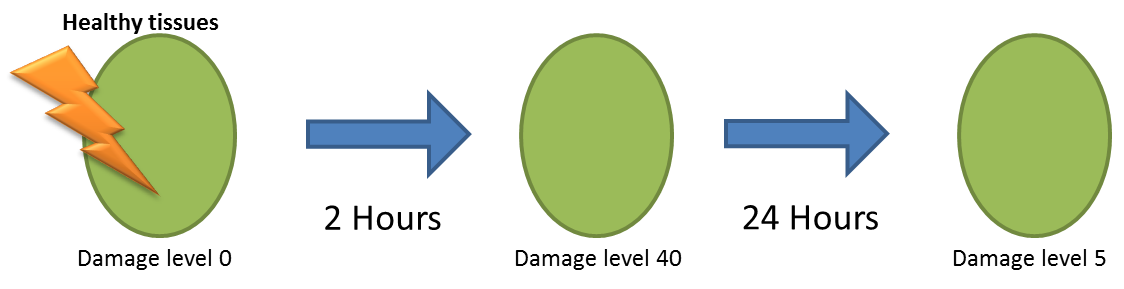 Healthy tissues
2 Hours
24 Hours
Damage level 0
Damage level 40
Damage level 5